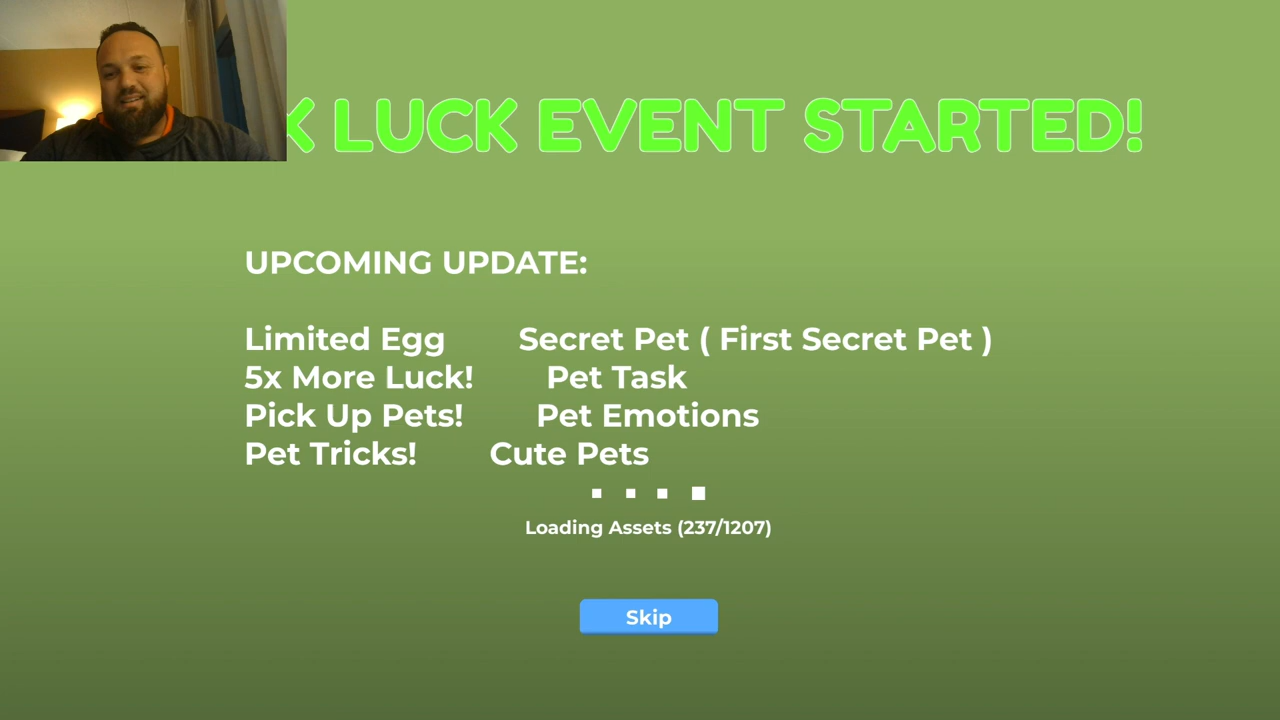 LUCK EVENT STARTED!
UPCOMING UPDATE:
Limited Egg Secret Pet ( First Secret Pet )
5x More Luck! Pet Task
Pick Up Pets! Pet Emotions
Pet Tricks! Cute Pets
Loading Assets (237/1207)
Skip